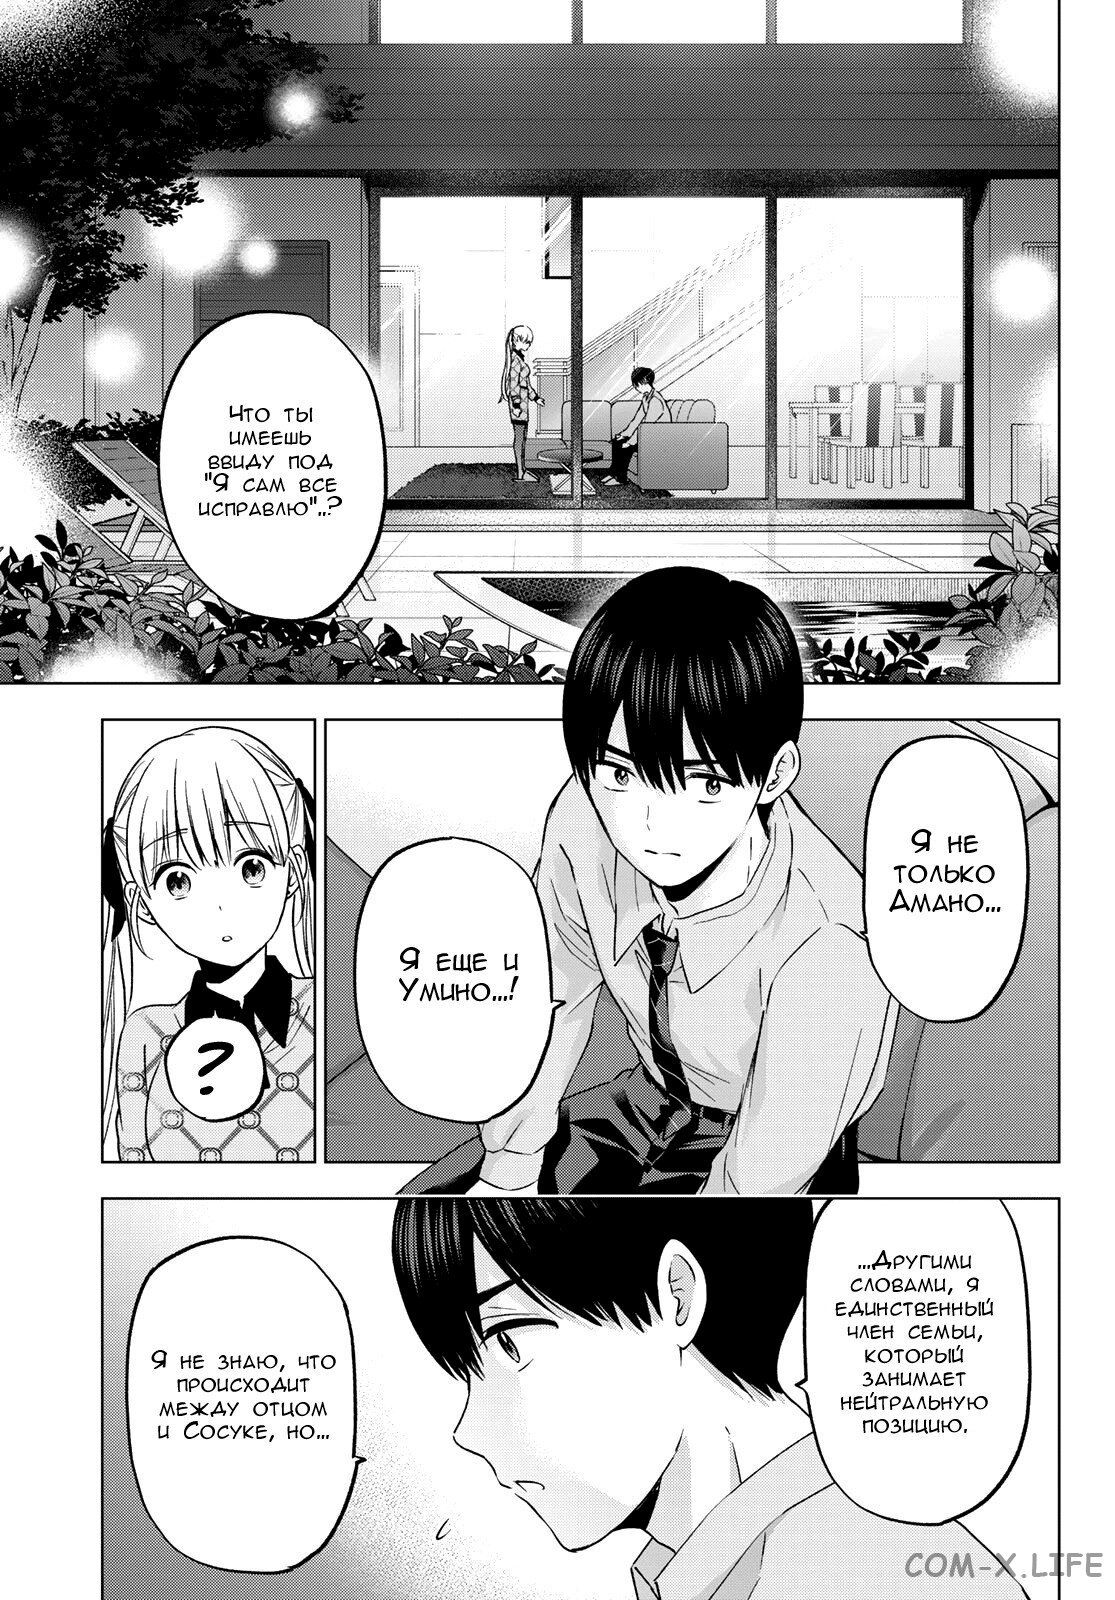 Что ты
имеешь
ввиду под
"Я сам все
исправлю"..?
Я не
только
Амано...
Я еще и
Умино...!
?
...Другими
словами, я
единственный
член семьи,
который
занимает
нейтральную
позицию.
Я не знаю, что
происходит
между отцом
и Сосуке, но...
COM-X.LIFE